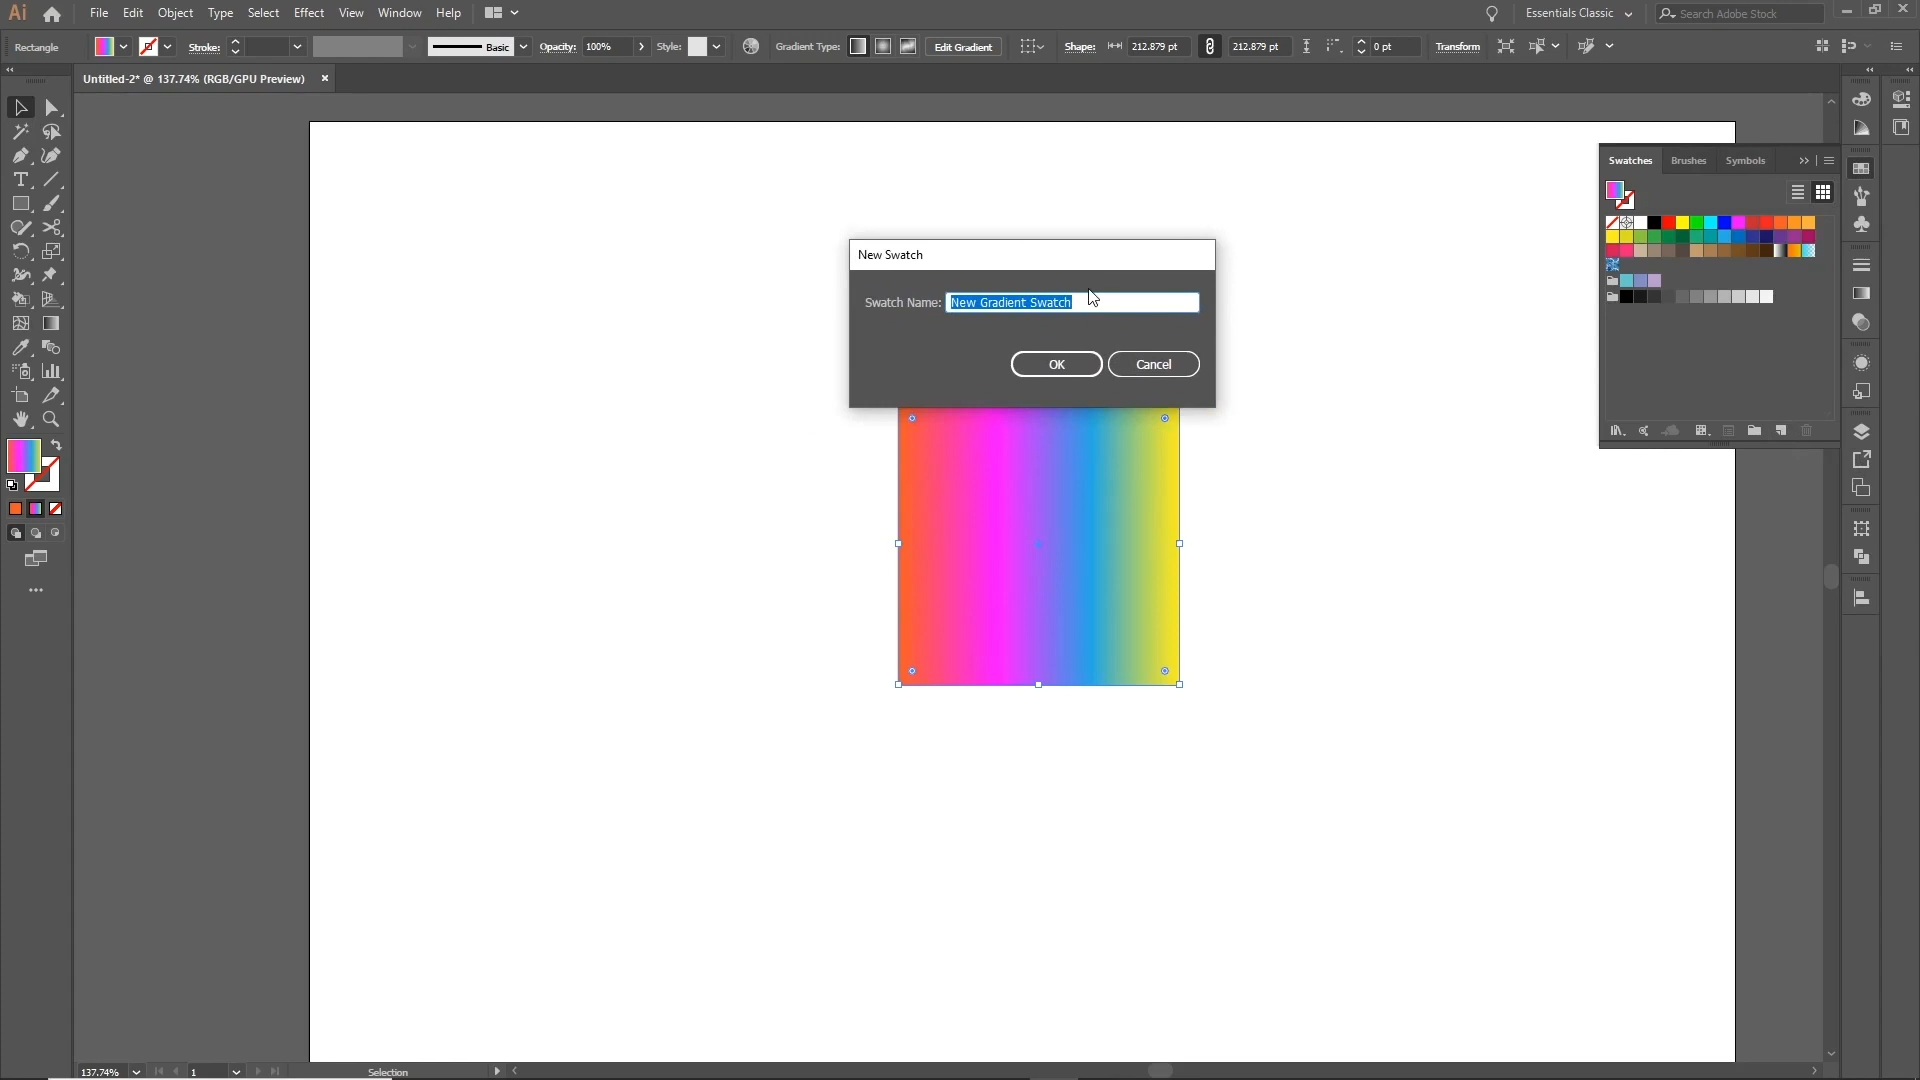 Ai File Edit Object Type Select Effect View Window Help Essentials Classic Search Adobe Stock
Rectangle Stroke: Basic Opacity: 100% Style: Gradient Type: Edit Gradient Shape: 212.879 pt 212.879 pt 0 pt Transform
Untitled-2* @ 137.74% (RGB/GPU Preview)
Swatches Brushes Symbols
New Swatch
Swatch Name: New Gradient Swatch
OK Cancel
137.74% 1 Selection